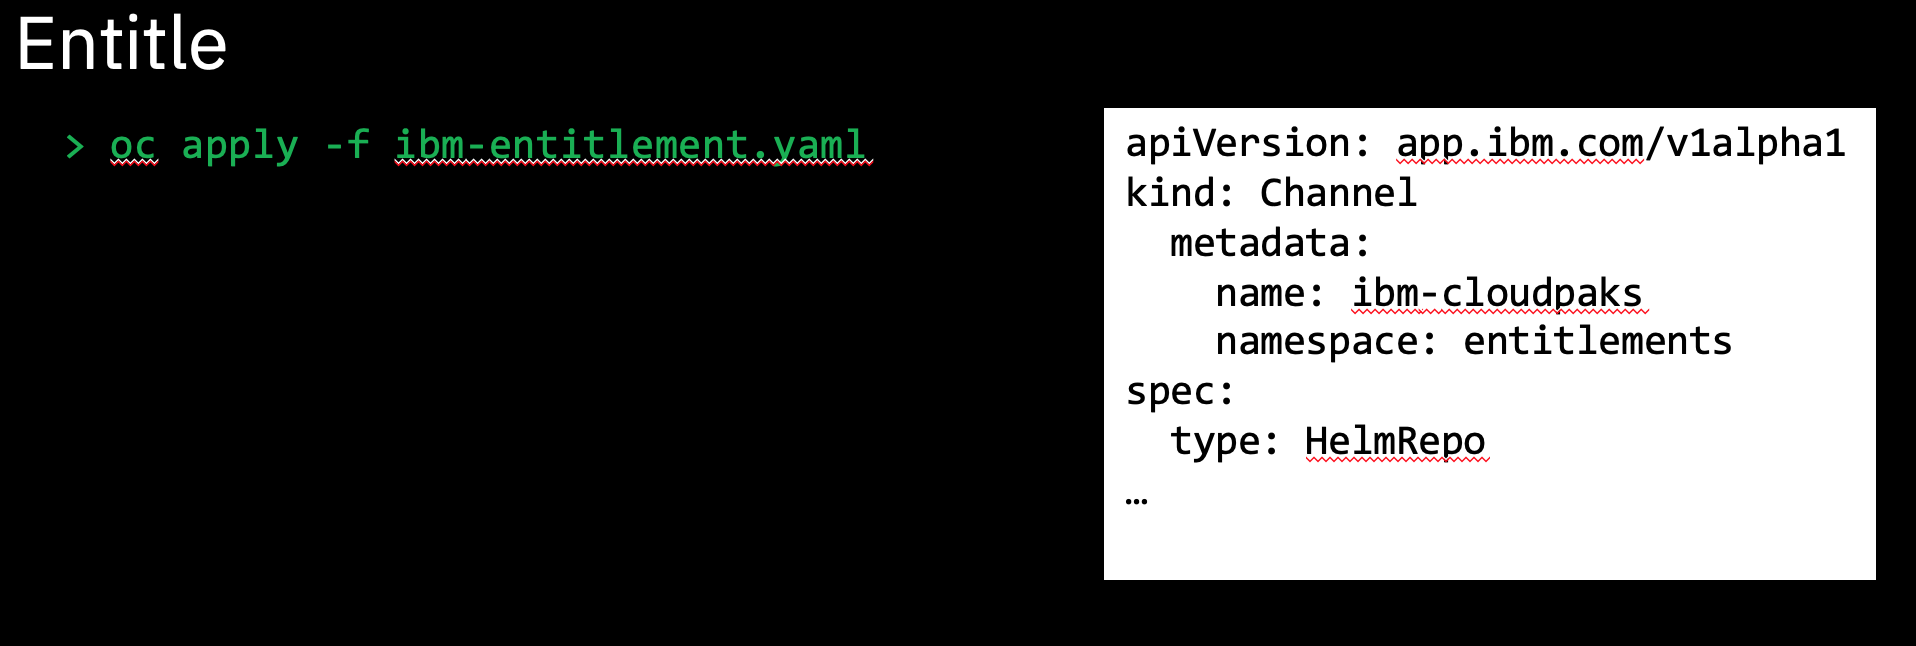 Entitle
> oc apply -f ibm-entitlement.yaml
apiVersion: app.ibm.com/v1alpha1
kind: Channel
  metadata:
    name: ibm-cloudpaks
    namespace: entitlements
spec:
  type: HelmRepo
…